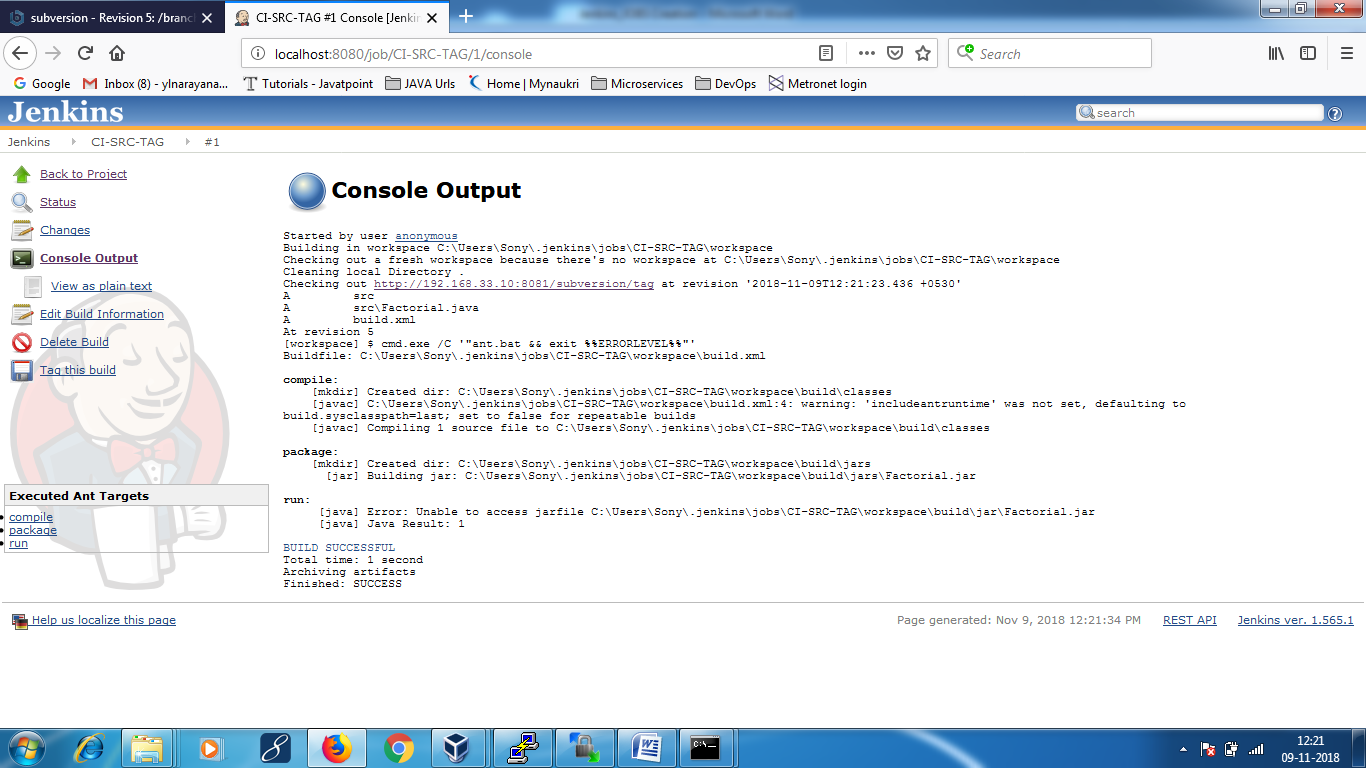 subversion - Revision 5: /branc
CI-SRC-TAG #1 Console [Jenkin
localhost:8080/job/CI-SRC-TAG/1/console
Search
Google
Inbox (8) - ylnarayana...
Tutorials - Javatpoint
JAVA Urls
Home | Mynaukri
Microservices
DevOps
Metronet login
Jenkins
search
Jenkins
CI-SRC-TAG
#1
Back to Project
Status
Changes
Console Output
View as plain text
Edit Build Information
Delete Build
Tag this build
Executed Ant Targets
compile
package
run
Console Output
Started by user anonymous
Building in workspace C:\Users\Sony\.jenkins\jobs\CI-SRC-TAG\workspace
Checking out a fresh workspace because there's no workspace at C:\Users\Sony\.jenkins\jobs\CI-SRC-TAG\workspace
Cleaning local Directory .
Checking out http://192.168.33.10:8081/subversion/tag at revision '2018-11-09T12:21:23.436 +0530'
A         src
A         src\Factorial.java
A         build.xml
At revision 5
[workspace] $ cmd.exe /C '"ant.bat && exit %%ERRORLEVEL%%"'
Buildfile: C:\Users\Sony\.jenkins\jobs\CI-SRC-TAG\workspace\build.xml
compile:
[mkdir] Created dir: C:\Users\Sony\.jenkins\jobs\CI-SRC-TAG\workspace\build\classes
[javac] C:\Users\Sony\.jenkins\jobs\CI-SRC-TAG\workspace\build.xml:4: warning: 'includeantruntime' was not set, defaulting to
build.sysclasspath=last; set to false for repeatable builds
[javac] Compiling 1 source file to C:\Users\Sony\.jenkins\jobs\CI-SRC-TAG\workspace\build\classes
package:
[mkdir] Created dir: C:\Users\Sony\.jenkins\jobs\CI-SRC-TAG\workspace\build\jars
[jar] Building jar: C:\Users\Sony\.jenkins\jobs\CI-SRC-TAG\workspace\build\jars\Factorial.jar
run:
[java] Error: Unable to access jarfile C:\Users\Sony\.jenkins\jobs\CI-SRC-TAG\workspace\build\jar\Factorial.jar
[java] Java Result: 1
BUILD SUCCESSFUL
Total time: 1 second
Archiving artifacts
Finished: SUCCESS
Help us localize this page
Page generated: Nov 9, 2018 12:21:34 PM
REST API
Jenkins ver. 1.565.1
12:21
09-11-2018